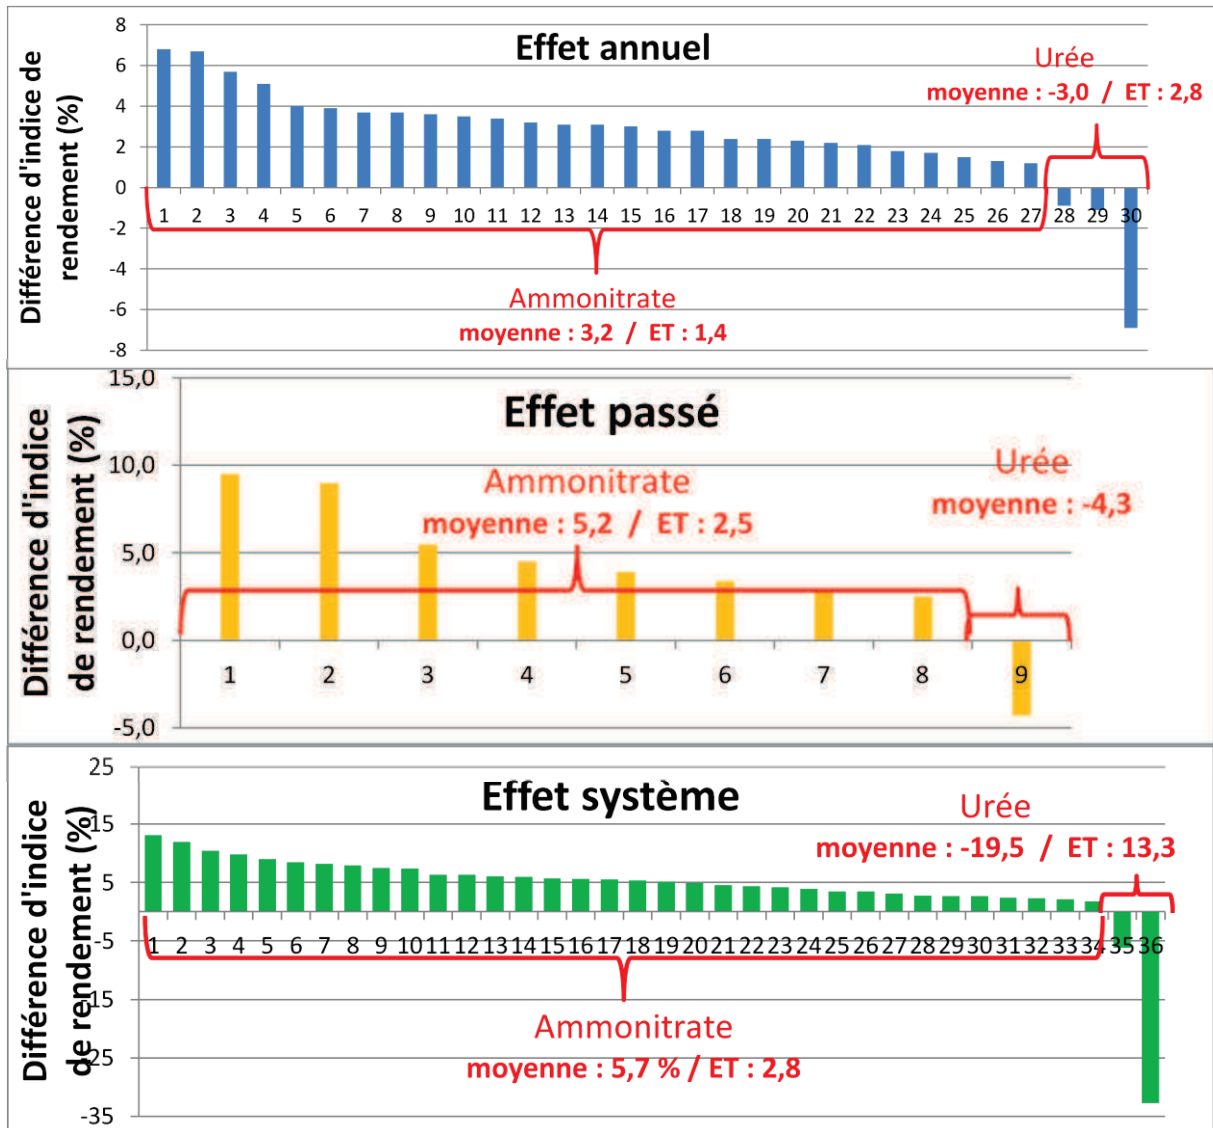 Effet annuel
Différence d'indice de
rendement (%)
8
6
4
2
0
-2
-4
-6
-8
Urée
moyenne : -3,0 / ET : 2,8
1 2 3 4 5 6 7 8 9 10 11 12 13 14 15 16 17 18 19 20 21 22 23 24 25 26 27 28 29 30
Ammonitrate
moyenne : 3,2 / ET : 1,4
Effet passé
Différence d'indice
de rendement (%)
15,0
10,0
5,0
0,0
-5,0
Ammonitrate
moyenne : 5,2 / ET : 2,5
Urée
moyenne : -4,3
1 2 3 4 5 6 7 8 9
Effet système
Différence d'indice
de rendement (%)
25
15
5
-5
-15
-25
-35
Urée
moyenne : -19,5 / ET : 13,3
1 2 3 4 5 6 7 8 9 10 11 12 13 14 15 16 17 18 19 20 21 22 23 24 25 26 27 28 29 30 31 32 33 34 35 36
Ammonitrate
moyenne : 5,7 % / ET : 2,8